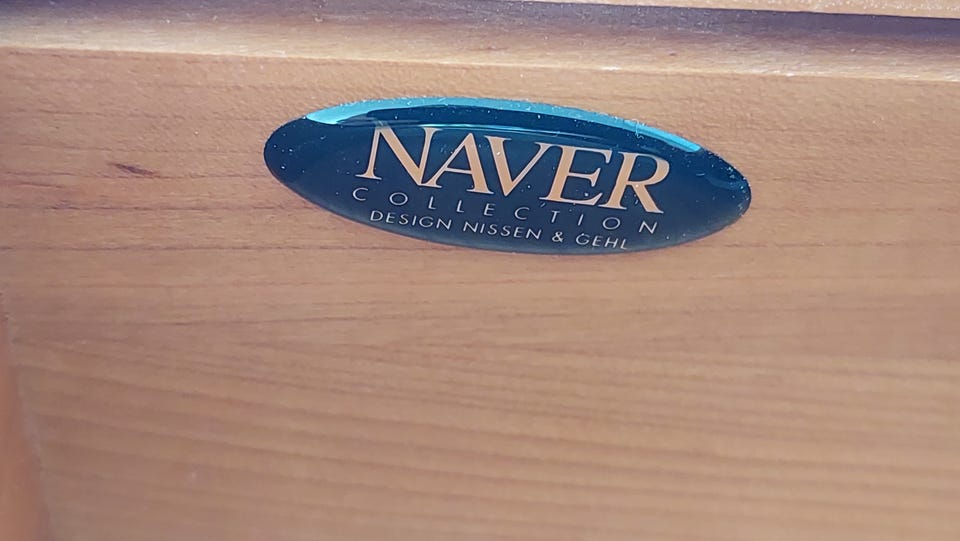 NAVER
COLLECTION
DESIGN NISSEN & GEHL